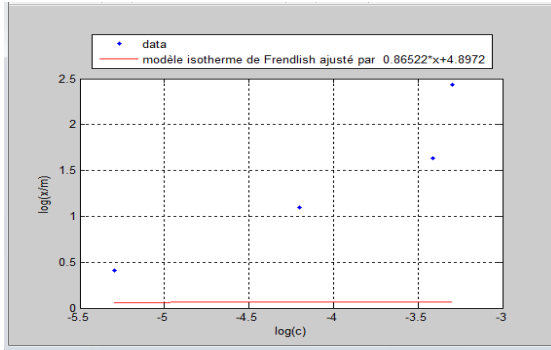 data
modèle isotherme de Frendlish ajusté par 0.86522*x+4.8972
2.5
2
1.5
1
0.5
0
log(x/m)
-5.5 -5 -4.5 -4 -3.5 -3
log(c)